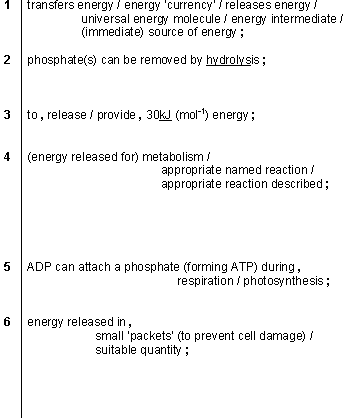 1 transfers energy / energy 'currency' / releases energy /
universal energy molecule / energy intermediate /
(immediate) source of energy ;
2 phosphate(s) can be removed by hydrolysis ;
3 to , release / provide , 30kJ (mol⁻¹) energy ;
4 (energy released for) metabolism /
appropriate named reaction /
appropriate reaction described ;
5 ADP can attach a phosphate (forming ATP) during ,
respiration / photosynthesis ;
6 energy released in ,
small 'packets' (to prevent cell damage) /
suitable quantity ;